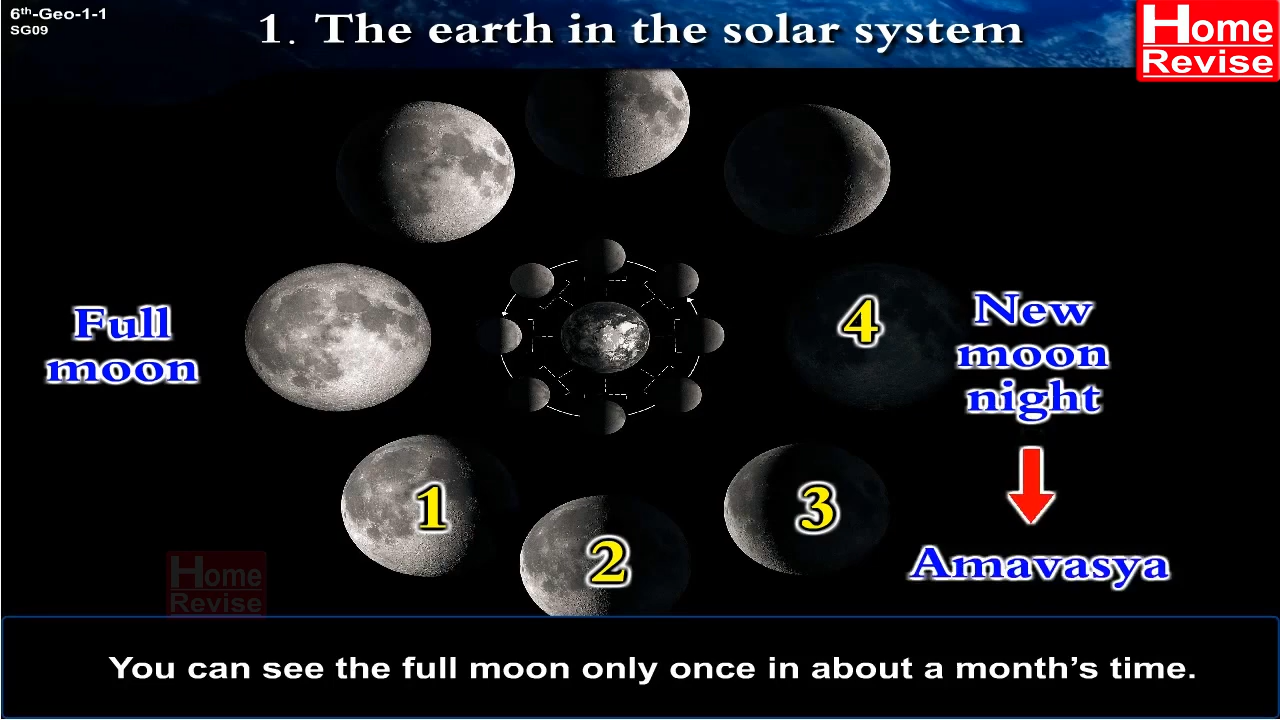 6th-Geo-1-1
SG09
1. The earth in the solar system
Home
Revise
Full
moon
4
New
moon
night
1
2
3
Amavasya
Home
Revise
You can see the full moon only once in about a month’s time.